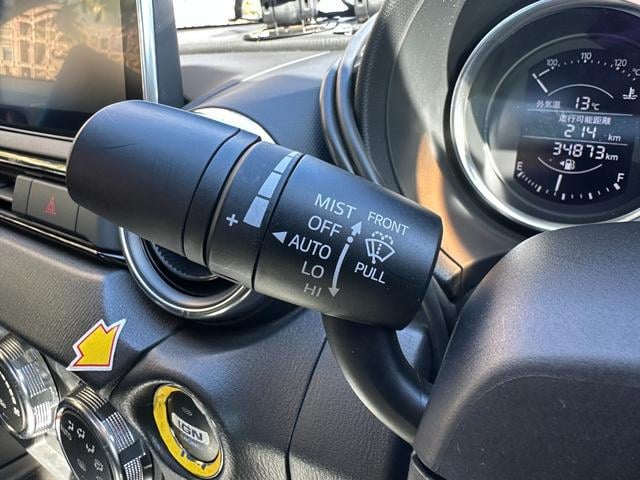 MIST
FRONT
OFF
AUTO
LO
PULL
HI
+
100 110 120
外気温 13℃
走行可能距離
214 km
34873 km
E F
IGN